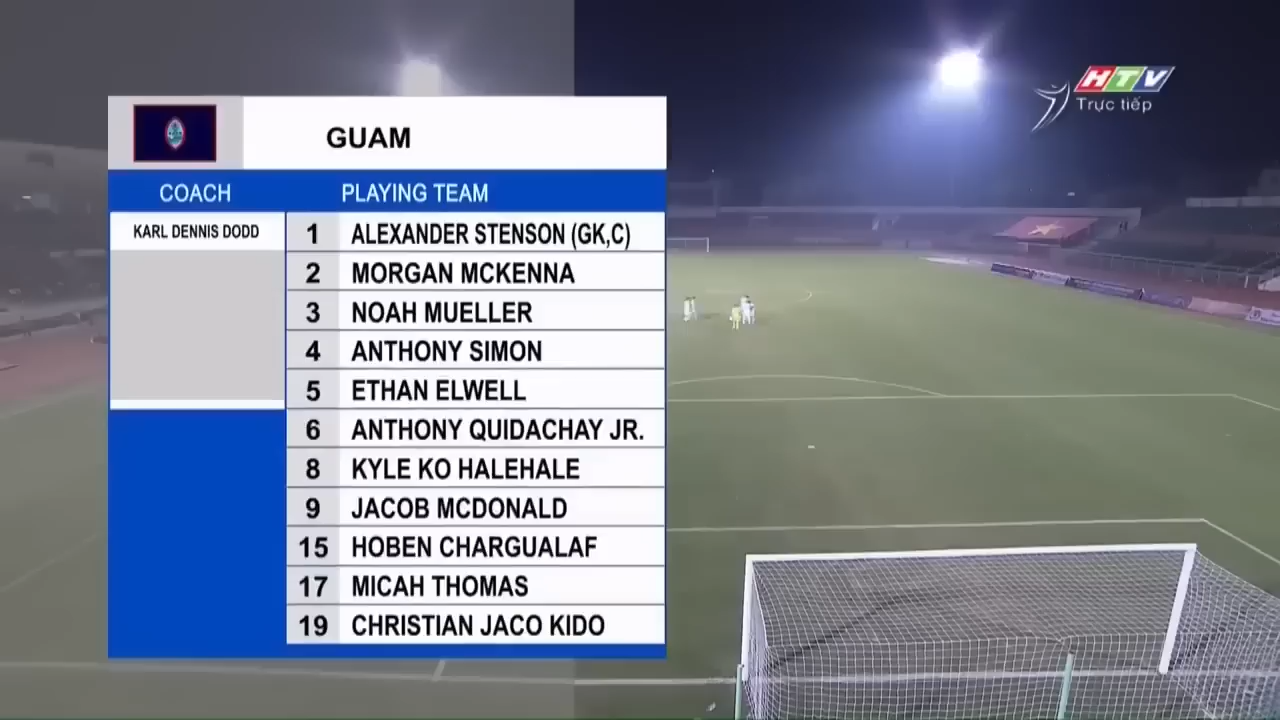 GUAM
COACH
PLAYING TEAM
KARL DENNIS DODD
1 ALEXANDER STENSON (GK,C)
2 MORGAN MCKENNA
3 NOAH MUELLER
4 ANTHONY SIMON
5 ETHAN ELWELL
6 ANTHONY QUIDACHAY JR.
8 KYLE KO HALEHALE
9 JACOB MCDONALD
15 HOBEN CHARGUALAF
17 MICAH THOMAS
19 CHRISTIAN JACO KIDO
HTV
Trực tiếp